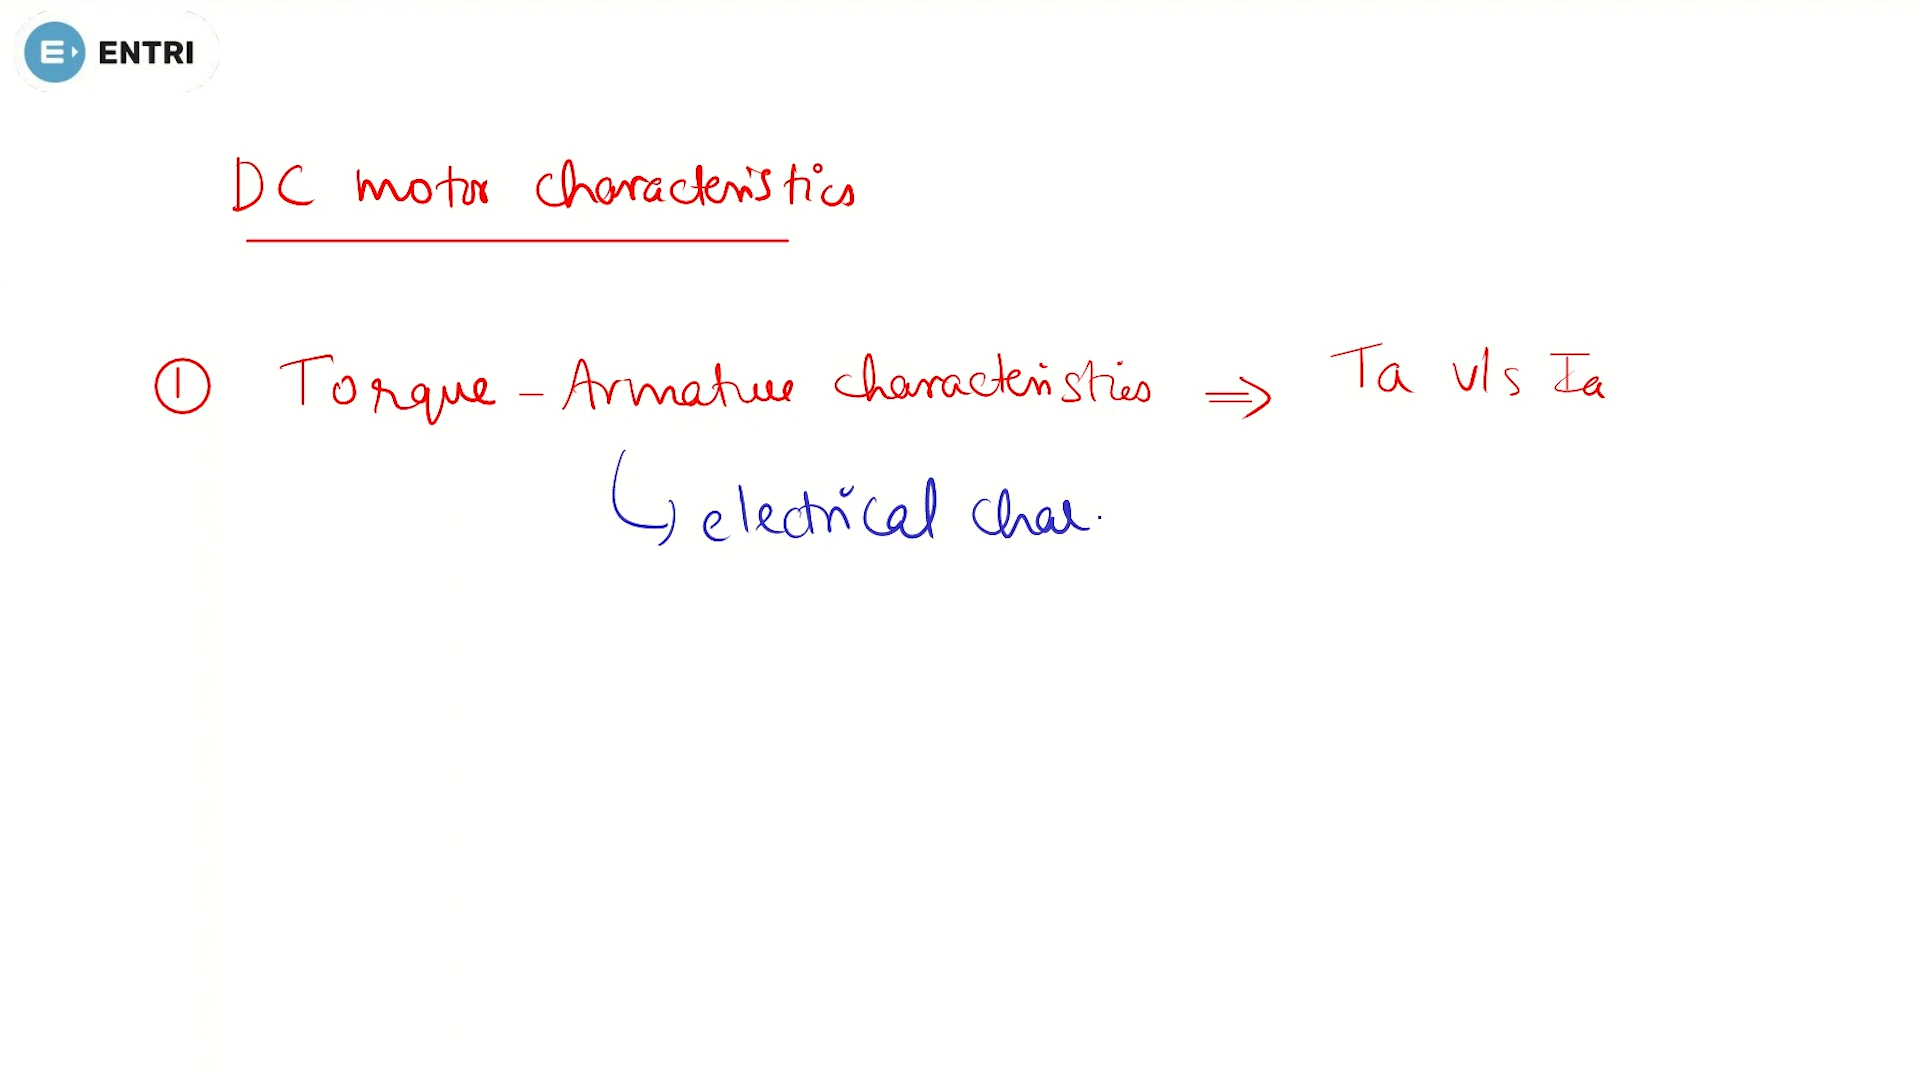 ENTRI
DC motor characteristics
① Torque - Armature characteristics ⇒ Ta v/s Ia
↳ electrical char.